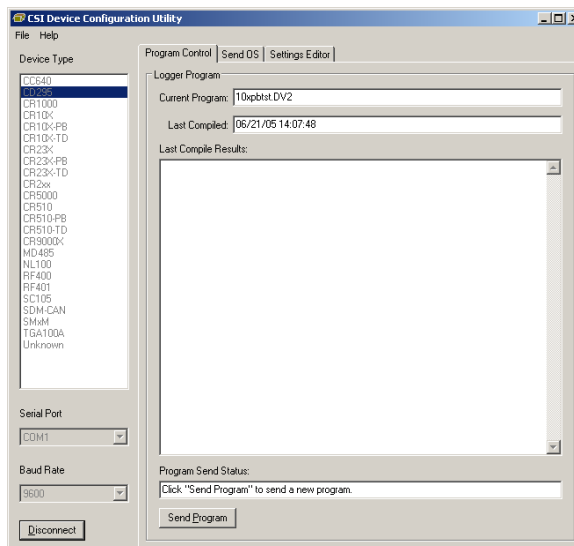 CSI Device Configuration Utility
File Help
Device Type
CC640
CD295
CR1000
CR10X
CR10X-PB
CR10X-TD
CR23X
CR23X-PB
CR23X-TD
CR2xx
CR5000
CR510
CR510-PB
CR510-TD
CR9000X
MD485
NL100
RF400
RF401
SC105
SDM-CAN
SMxM
TGA100A
Unknown
Serial Port
COM1
Baud Rate
9600
Disconnect
Program Control Send OS Settings Editor
Logger Program
Current Program: 10xpbtst.DV2
Last Compiled: 06/21/05 14:07:48
Last Compile Results:
Program Send Status:
Click "Send Program" to send a new program.
Send Program